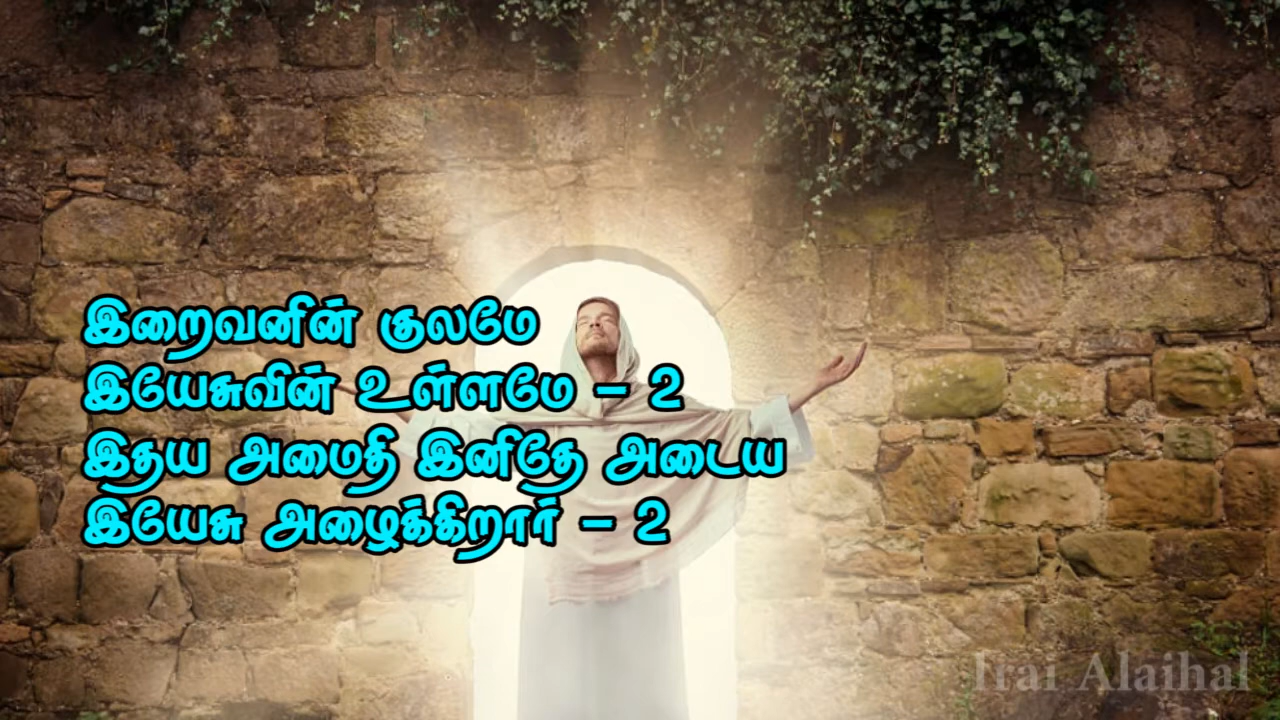 இறைவனின் குலமே
இயேசுவின் உள்ளமே – 2
இதய அமைதி இனிதே அடைய
இயேசு அழைக்கிறார் – 2
Irai Alaihal